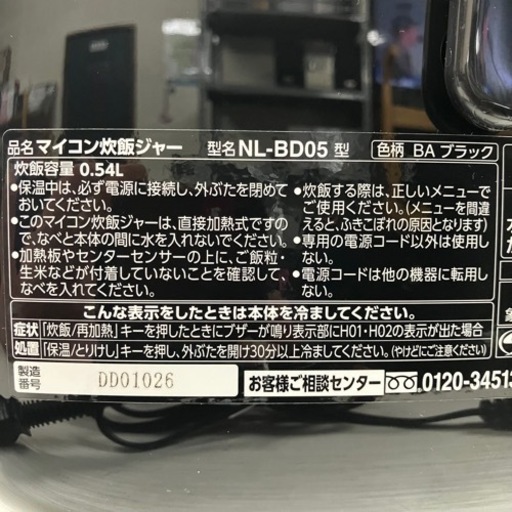 品名 マイコン炊飯ジャー 型名 NL-BD05 型 色柄 BA ブラック
炊飯容量 0.54L
•保温中は、必ず電源に接続し、外ぶたを閉めて
おいてください。
•このマイコン炊飯ジャーは、直接加熱式ですの
で、なべと本体の間に水を入れないでください。
•加熱板やセンターセンサーの上に、ご飯粒・
生米などが付着していないことを確認して、
なべを入れてください。
•炊飯する際は、正しいメニューで
ご使用ください。(メニューを間違
えると、ふきこぼれの原因となります)
•専用の電源コード以外は使用し
ない。
•電源コードは他の機器に転用し
ない。
こんな表示をしたときは本体を冷ましてください。
症状 「炊飯/再加熱」キーを押したときにブザーが鳴り表示部にH01・H02の表示が出た場合
処置 「保温/とりけし」キーを押し、外ぶたを開け30分以上冷ましてください。(やけどにご注意ください)
製造
番号 DD01026
お客様ご相談センター 0120-34513